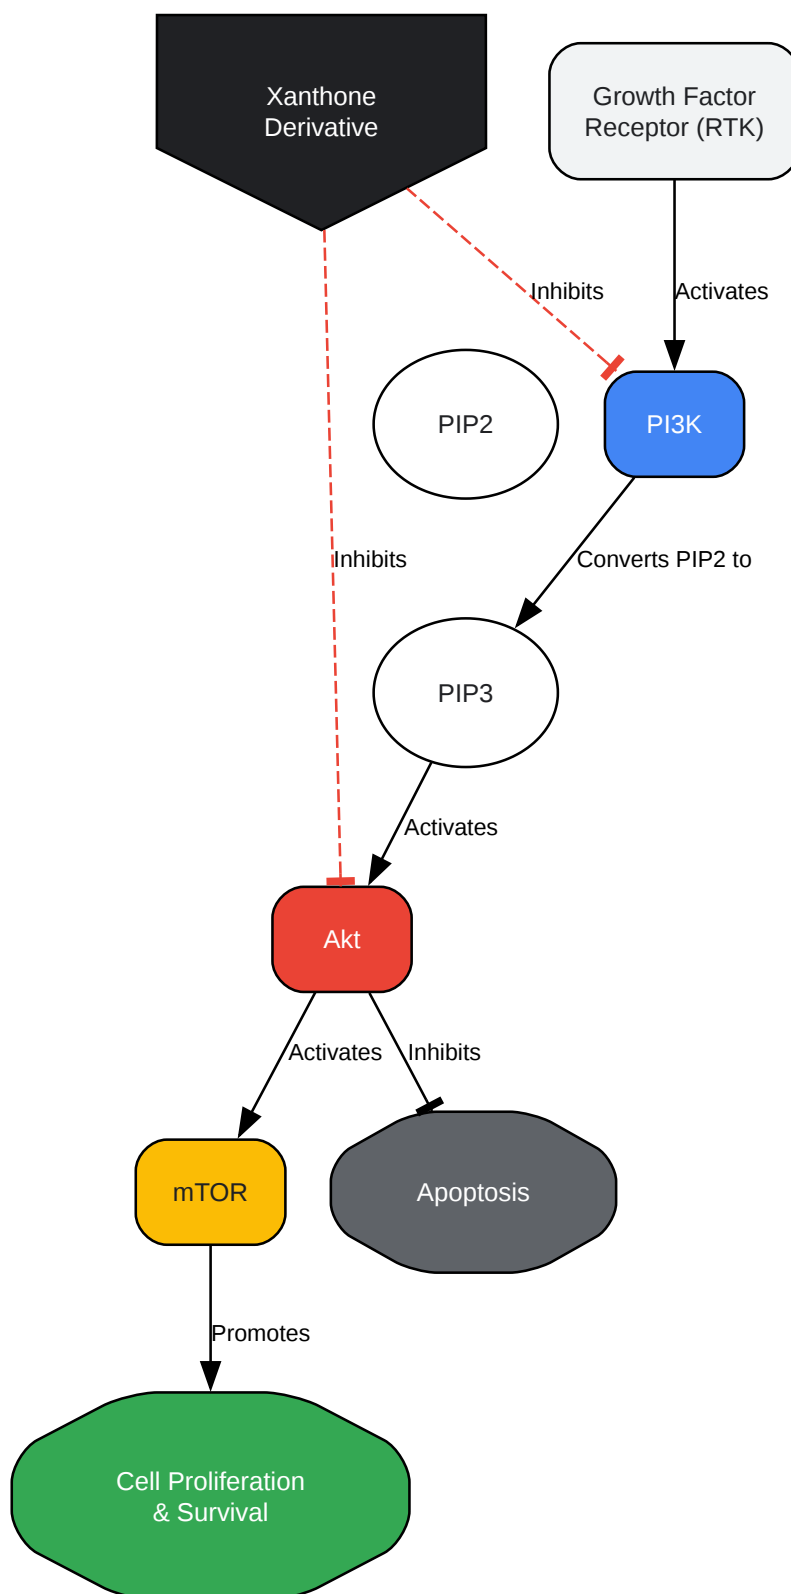 Xanthone
Derivative
Growth Factor
Receptor (RTK)
Inhibits
Activates
PIP2
PI3K
Inhibits
Converts PIP2 to
PIP3
Activates
Akt
Activates
Inhibits
mTOR
Apoptosis
Promotes
Cell Proliferation
& Survival